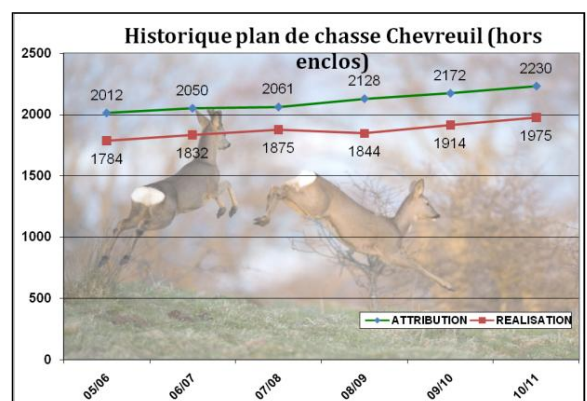 Historique plan de chasse Chevreuil (hors
enclos)
2500
2000
1500
1000
500
0
2012 2050 2061 2128 2172 2230
1784 1832 1875 1844 1914 1975
ATTRIBUTION REALISATION
05/06 06/07 07/08 08/09 09/10 10/11